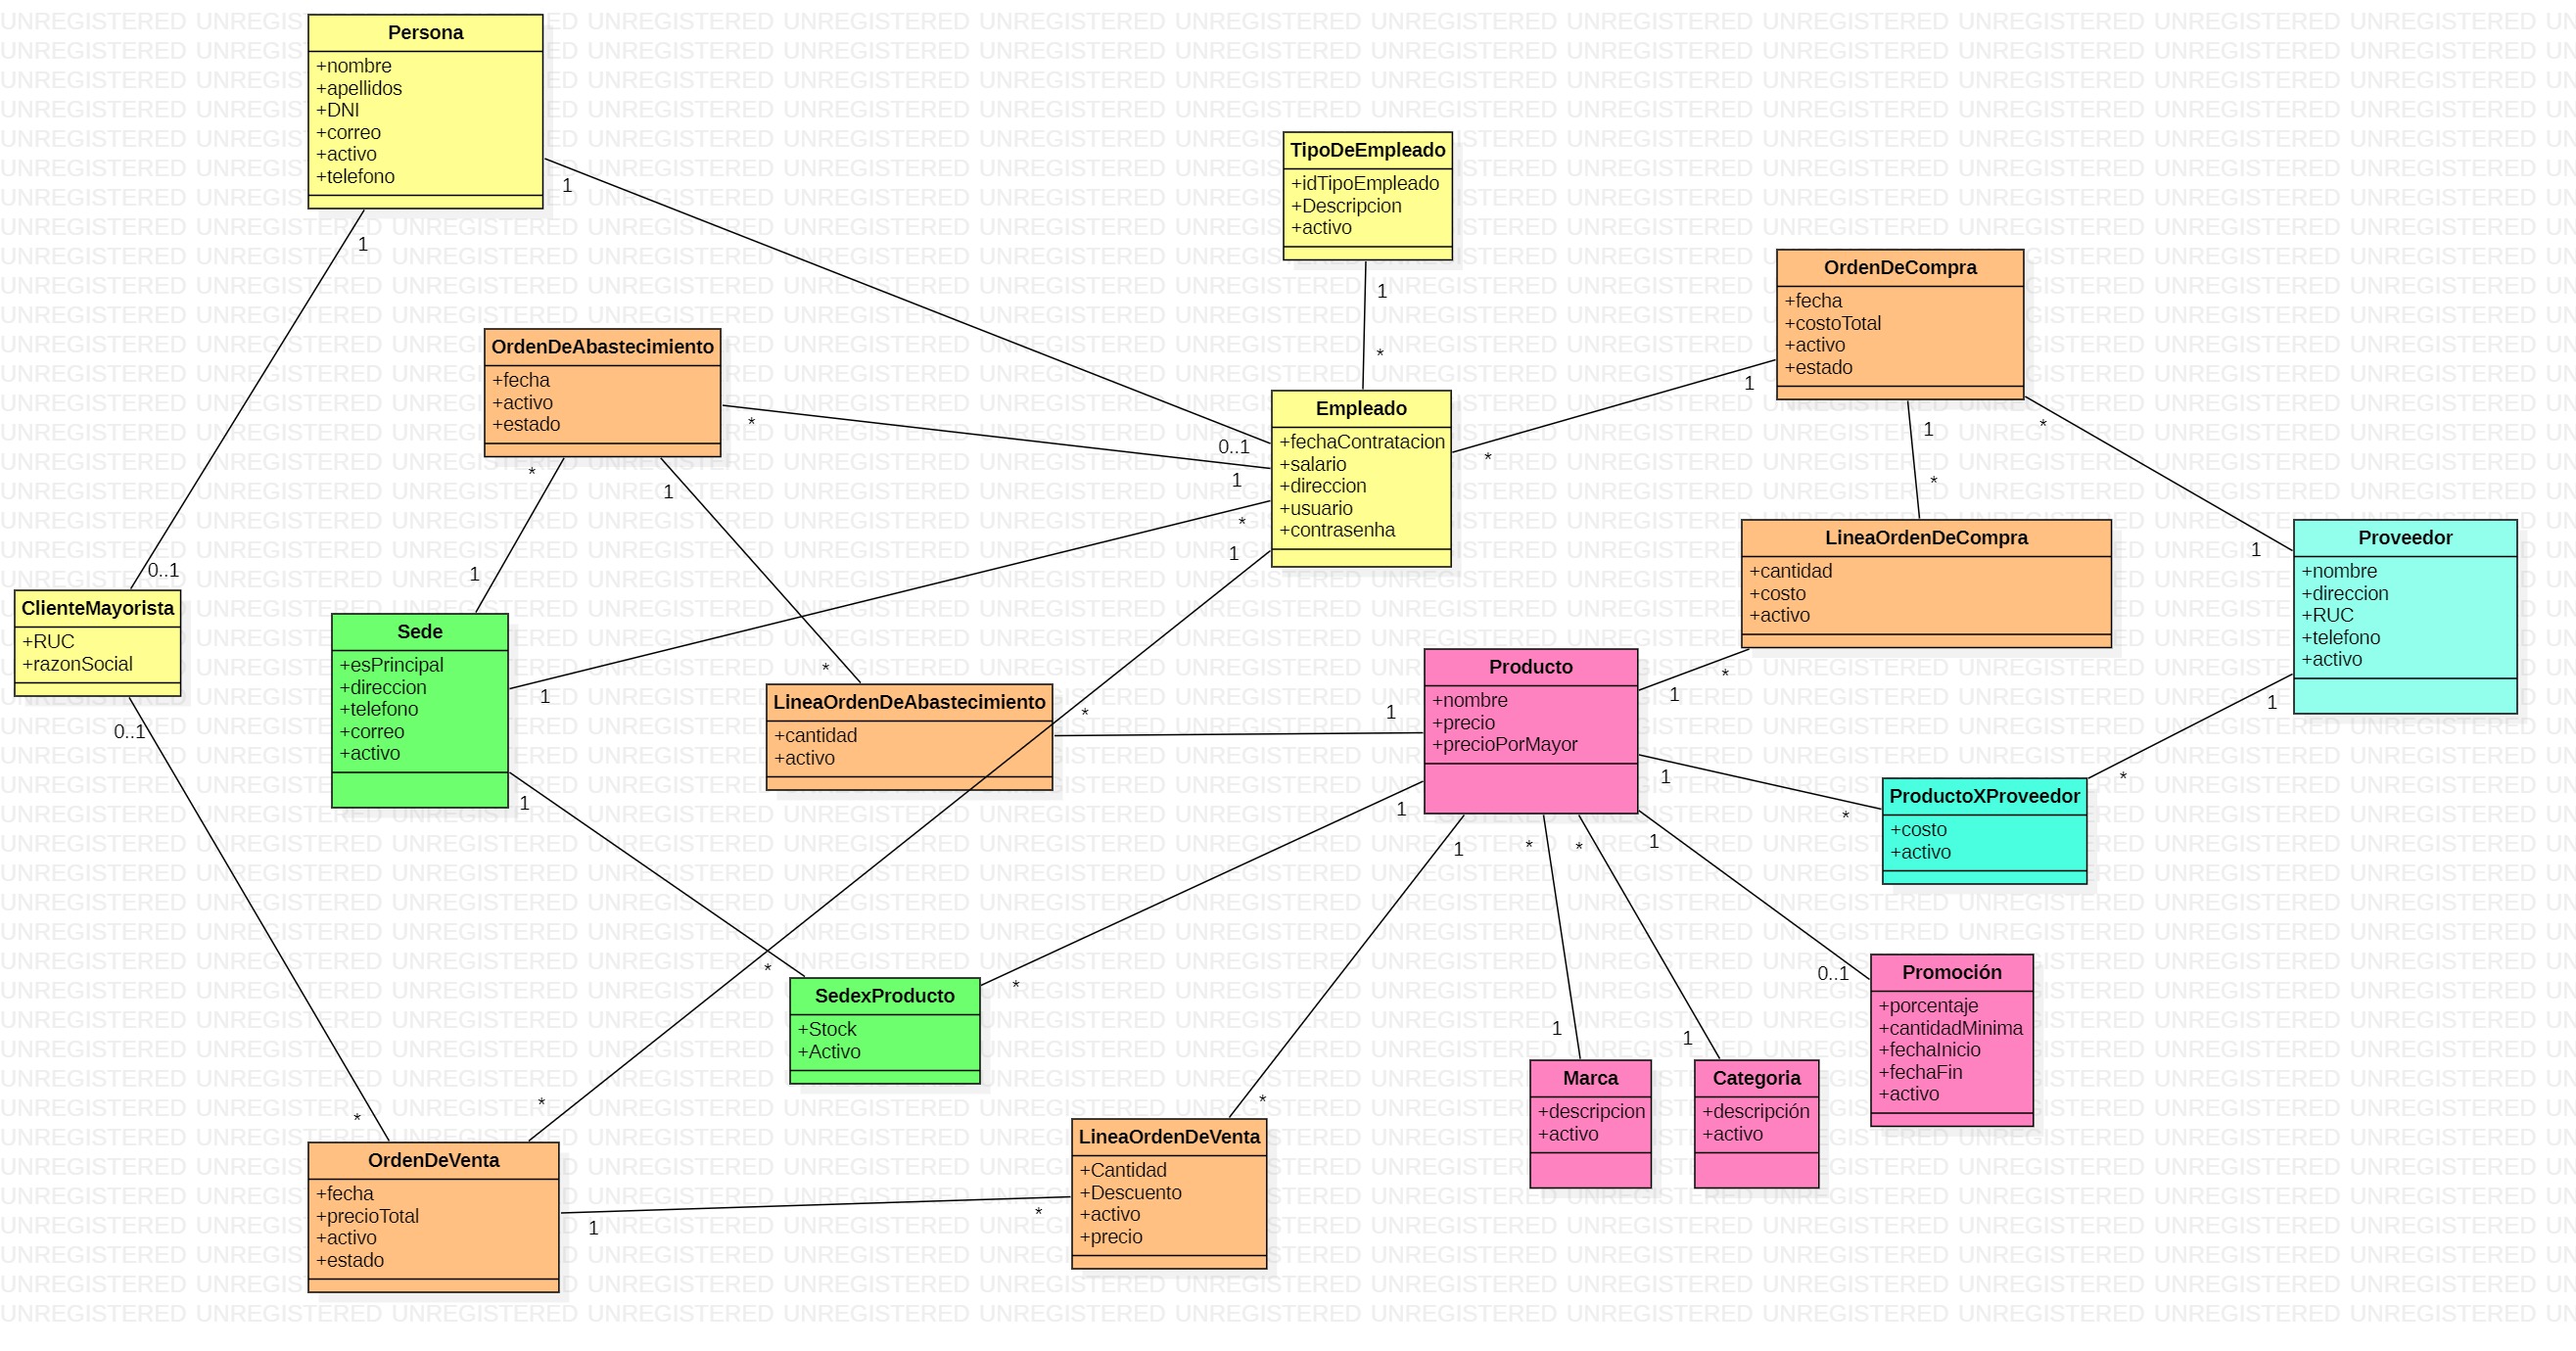 Persona
+nombre
+apellidos
+DNI
+correo
+activo
+telefono
1
1
TipoDeEmpleado
+idTipoEmpleado
+Descripcion
+activo
1
*
OrdenDeCompra
+fecha
+costoTotal
+activo
+estado
1
1
*
*
OrdenDeAbastecimiento
+fecha
+activo
+estado
*
*
1
1
Empleado
+fechaContratacion
+salario
+direccion
+usuario
+contrasenha
0..1
1
*
1
*
LineaOrdenDeCompra
+cantidad
+costo
+activo
*
1
Proveedor
+nombre
+direccion
+RUC
+telefono
+activo
1
1
0..1
ClienteMayorista
+RUC
+razonSocial
0..1
Sede
+esPrincipal
+direccion
+telefono
+correo
+activo
1
1
*
LineaOrdenDeAbastecimiento
+cantidad
+activo
*
1
Producto
+nombre
+precio
+precioPorMayor
1
1
1
*
*
1
*
*
ProductoXProveedor
+costo
+activo
*
*
SedexProducto
+Stock
+Activo
0..1
Promoción
+porcentaje
+cantidadMinima
+fechaInicio
+fechaFin
+activo
1
Marca
+descripcion
+activo
1
Categoria
+descripción
+activo
*
*
OrdenDeVenta
+fecha
+precioTotal
+activo
+estado
1
*
*
LineaOrdenDeVenta
+Cantidad
+Descuento
+activo
+precio
UNREGISTERED